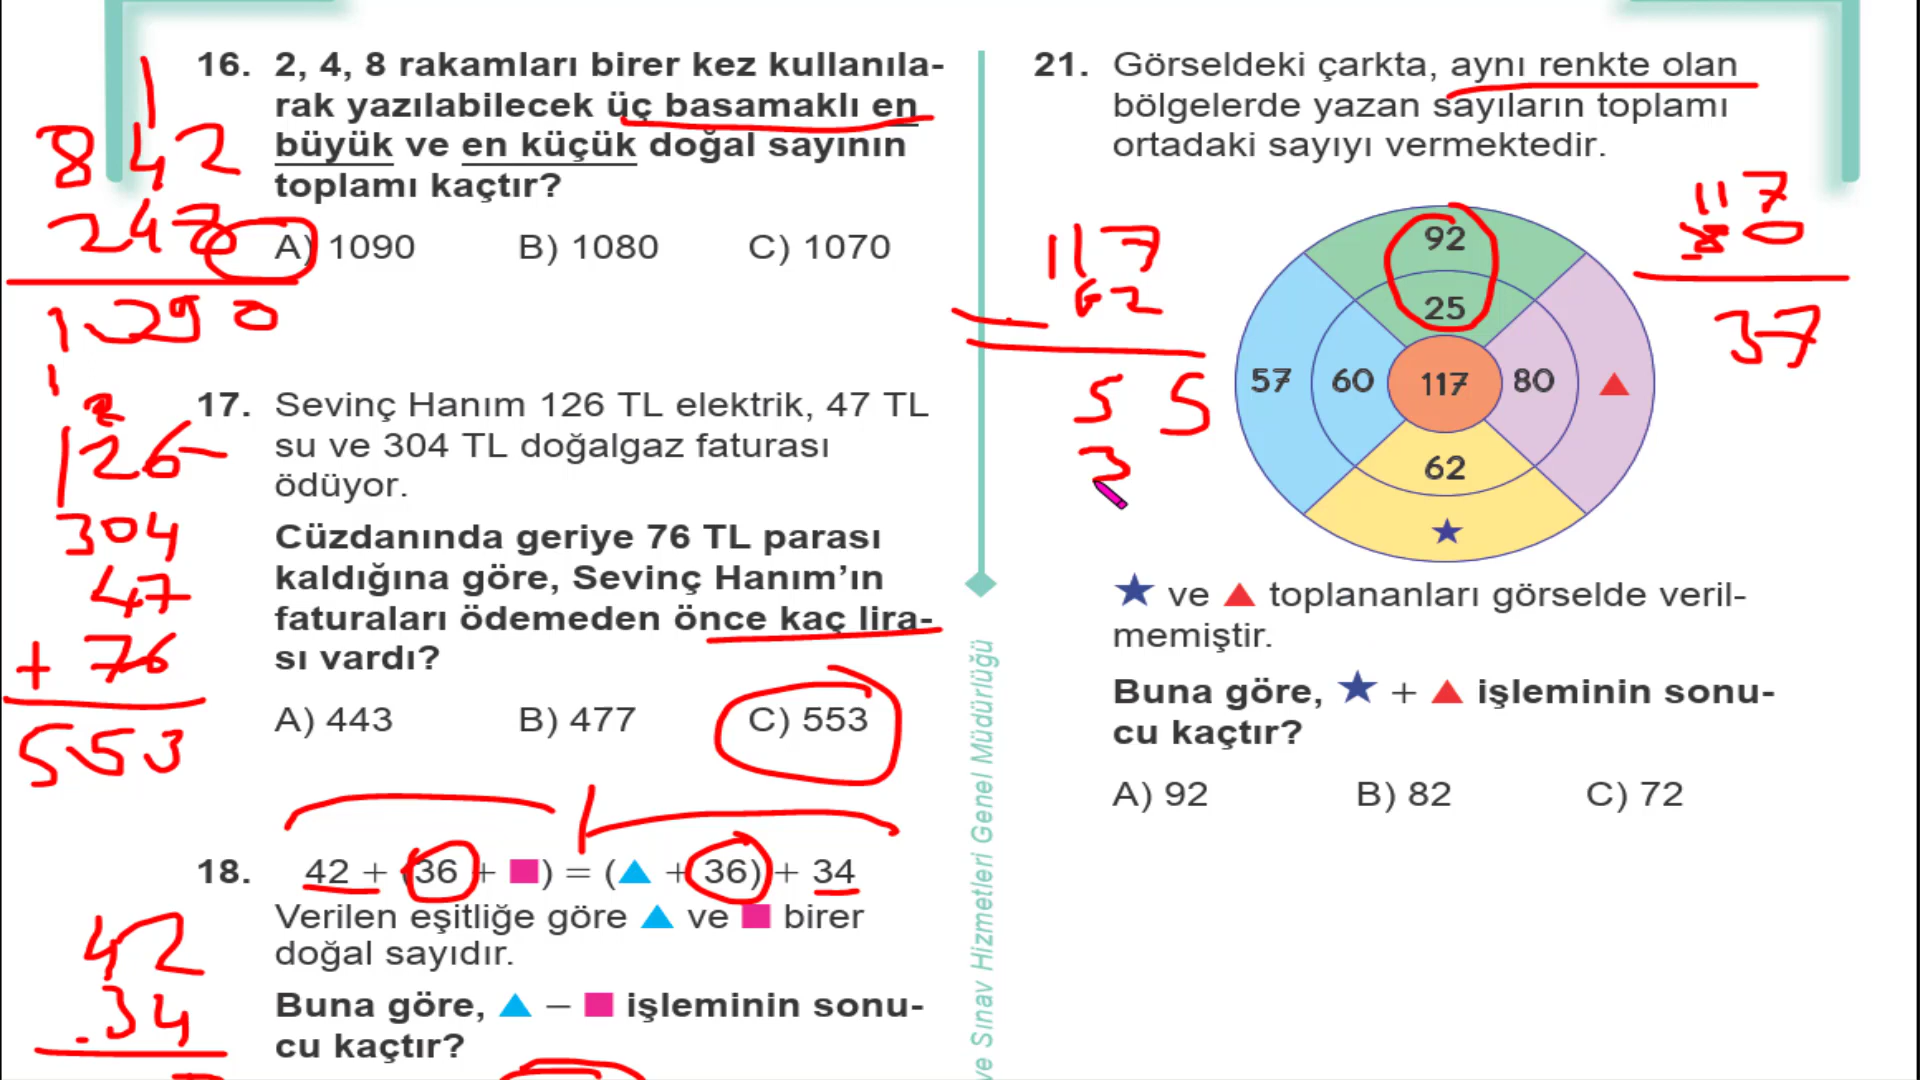 16. 2, 4, 8 rakamları birer kez kullanıla-
rak yazılabilecek üç basamaklı en
büyük ve en küçük doğal sayının
toplamı kaçtır?
A) 1090 B) 1080 C) 1070
842
248
1090
17. Sevinç Hanım 126 TL elektrik, 47 TL
su ve 304 TL doğalgaz faturası
ödüyor.
Cüzdanında geriye 76 TL parası
kaldığına göre, Sevinç Hanım'ın
faturaları ödemeden önce kaç lira-
sı vardı?
A) 443 B) 477 C) 553
1 2
126
304
47
+ 76
553
18. 42 + (36 + ■) = (▲ + 36) + 34
Verilen eşitliğe göre ▲ ve ■ birer
doğal sayıdır.
Buna göre, ▲ – ■ işleminin sonu-
cu kaçtır?
42
34
ve Sınav Hizmetleri Genel Müdürlüğü
21. Görseldeki çarkta, aynı renkte olan
bölgelerde yazan sayıların toplamı
ortadaki sayıyı vermektedir.
92
25
57 60 117 80 ▲
62
★
117
62
55
3
117
80
37
★ ve ▲ toplananları görselde veril-
memiştir.
Buna göre, ★ + ▲ işleminin sonu-
cu kaçtır?
A) 92 B) 82 C) 72